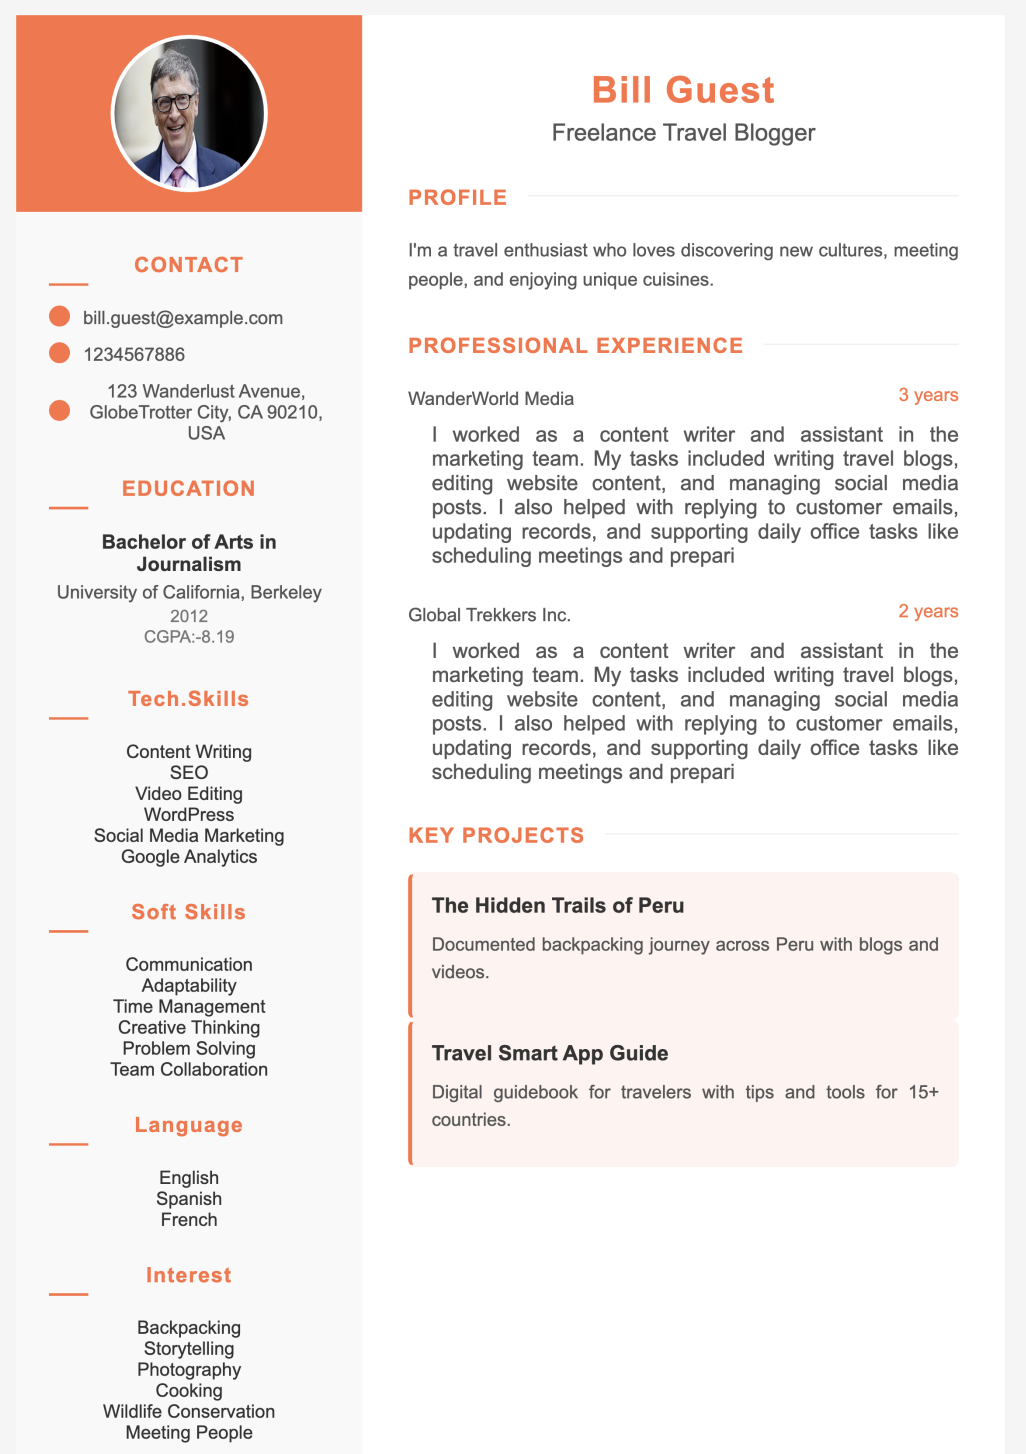 CONTACT
bill.guest@example.com
1234567886
123 Wanderlust Avenue,
GlobeTrotter City, CA 90210,
USA
EDUCATION
Bachelor of Arts in
Journalism
University of California, Berkeley
2012
CGPA:-8.19
Tech.Skills
Content Writing
SEO
Video Editing
WordPress
Social Media Marketing
Google Analytics
Soft Skills
Communication
Adaptability
Time Management
Creative Thinking
Problem Solving
Team Collaboration
Language
English
Spanish
French
Interest
Backpacking
Storytelling
Photography
Cooking
Wildlife Conservation
Meeting People
Bill Guest
Freelance Travel Blogger
PROFILE
I'm a travel enthusiast who loves discovering new cultures, meeting
people, and enjoying unique cuisines.
PROFESSIONAL EXPERIENCE
WanderWorld Media 3 years
I worked as a content writer and assistant in the
marketing team. My tasks included writing travel blogs,
editing website content, and managing social media
posts. I also helped with replying to customer emails,
updating records, and supporting daily office tasks like
scheduling meetings and prepari
Global Trekkers Inc. 2 years
I worked as a content writer and assistant in the
marketing team. My tasks included writing travel blogs,
editing website content, and managing social media
posts. I also helped with replying to customer emails,
updating records, and supporting daily office tasks like
scheduling meetings and prepari
KEY PROJECTS
The Hidden Trails of Peru
Documented backpacking journey across Peru with blogs and
videos.
Travel Smart App Guide
Digital guidebook for travelers with tips and tools for 15+
countries.